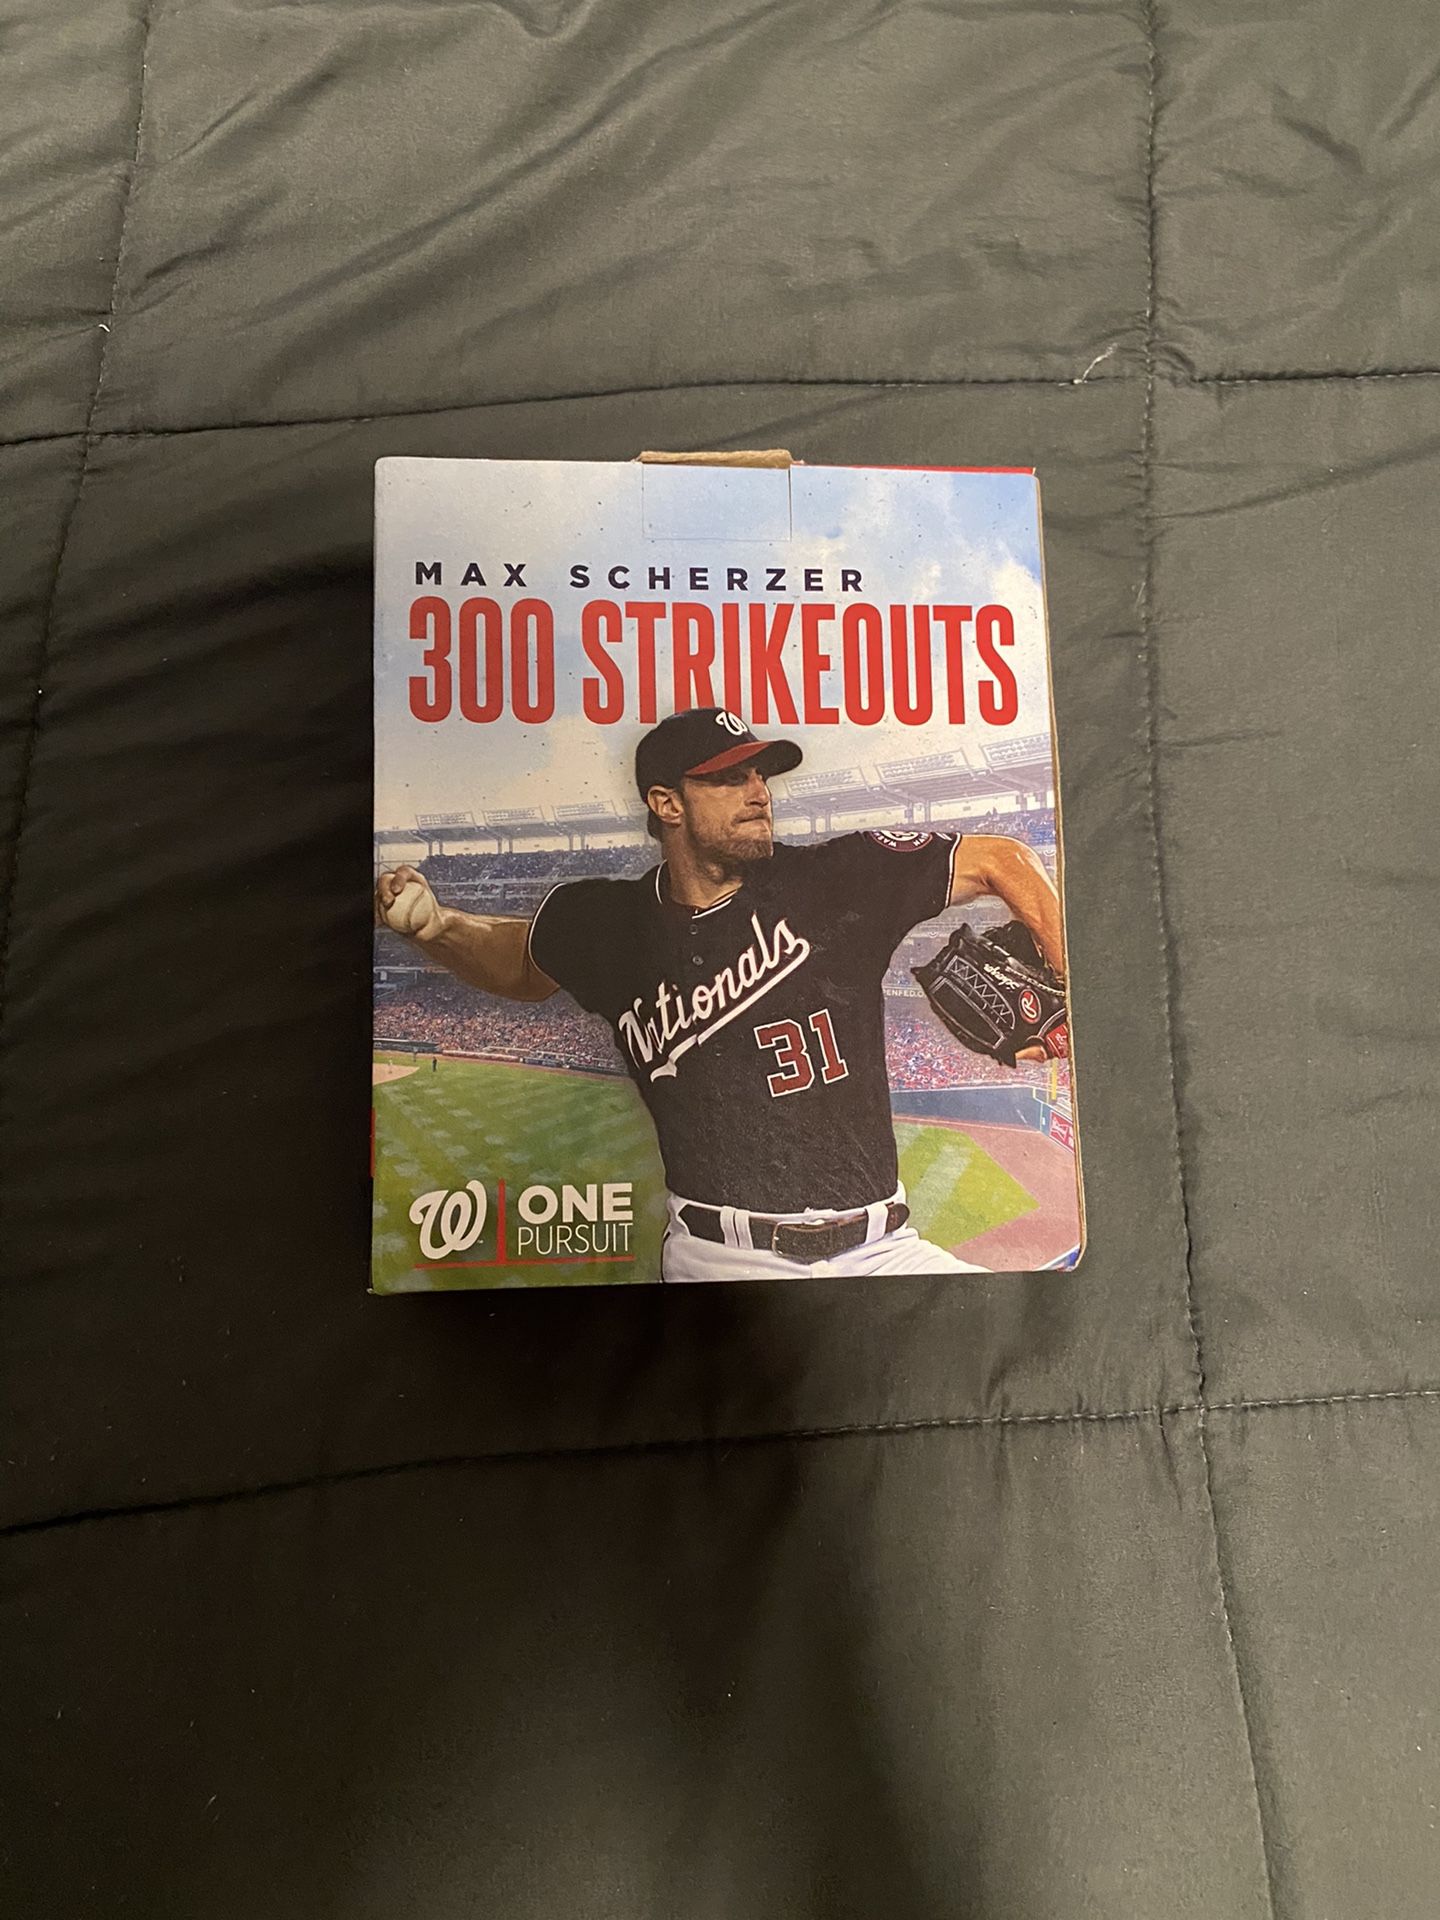 MAX SCHERZER
300 STRIKEOUTS
W
Nationals
31
R
W
ONE
PURSUIT